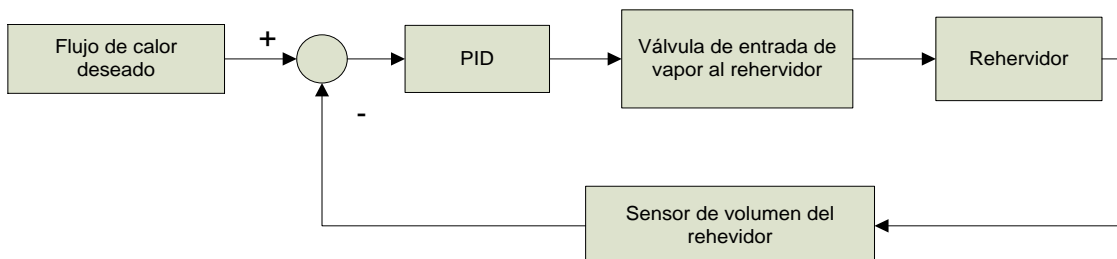 Flujo de calor
deseado
+
-
PID
Válvula de entrada de
vapor al rehervidor
Rehervidor
Sensor de volumen del
rehevidor